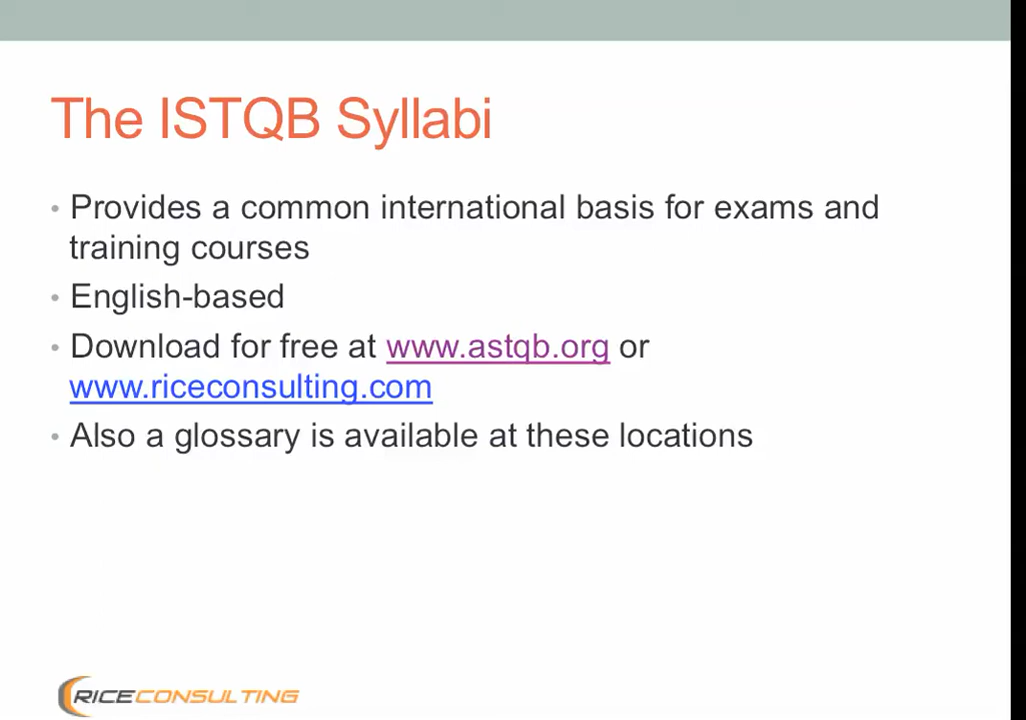 The ISTQB Syllabi
• Provides a common international basis for exams and
training courses
• English-based
• Download for free at www.astqb.org or
www.riceconsulting.com
• Also a glossary is available at these locations
RICECONSULTING